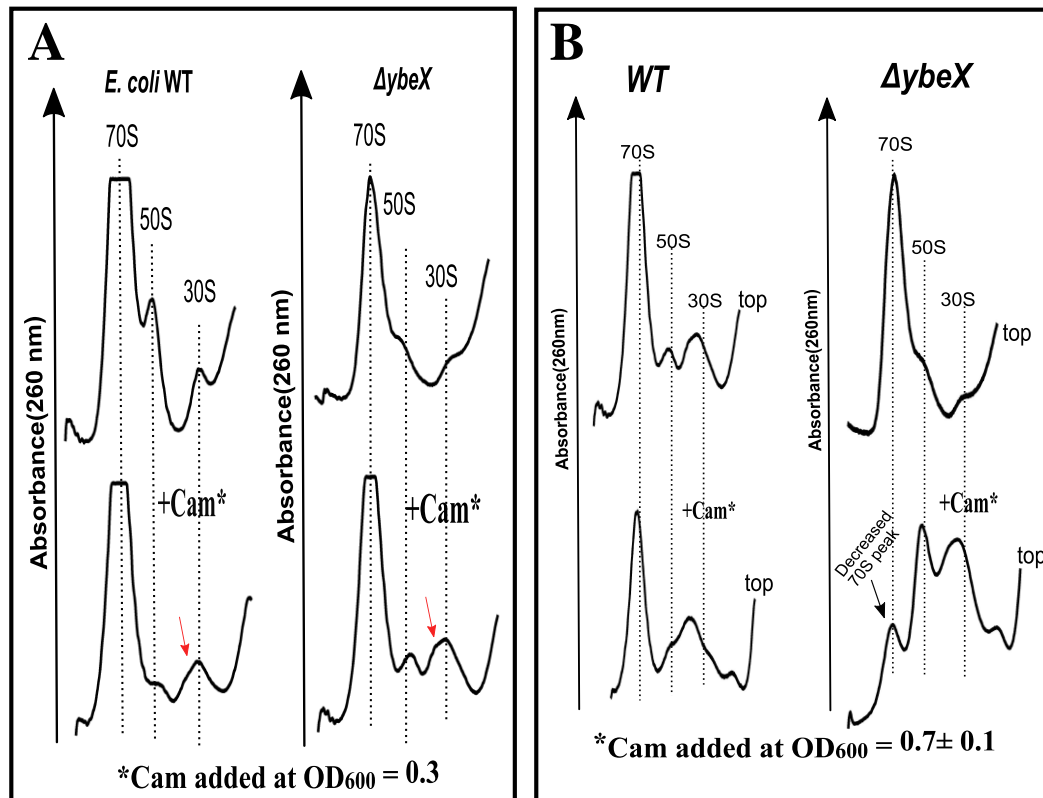 A
E. coli WT
ΔybeX
Absorbance(260 nm)
70S
50S
30S
Absorbance(260 nm)
70S
50S
30S
+Cam*
+Cam*
*Cam added at OD600 = 0.3
B
WT
ΔybeX
Absorbance(260nm)
70S
50S
30S
top
Absorbance(260nm)
70S
50S
30S
top
+Cam*
top
Decreased
70S peak
+Cam*
top
*Cam added at OD600 = 0.7± 0.1